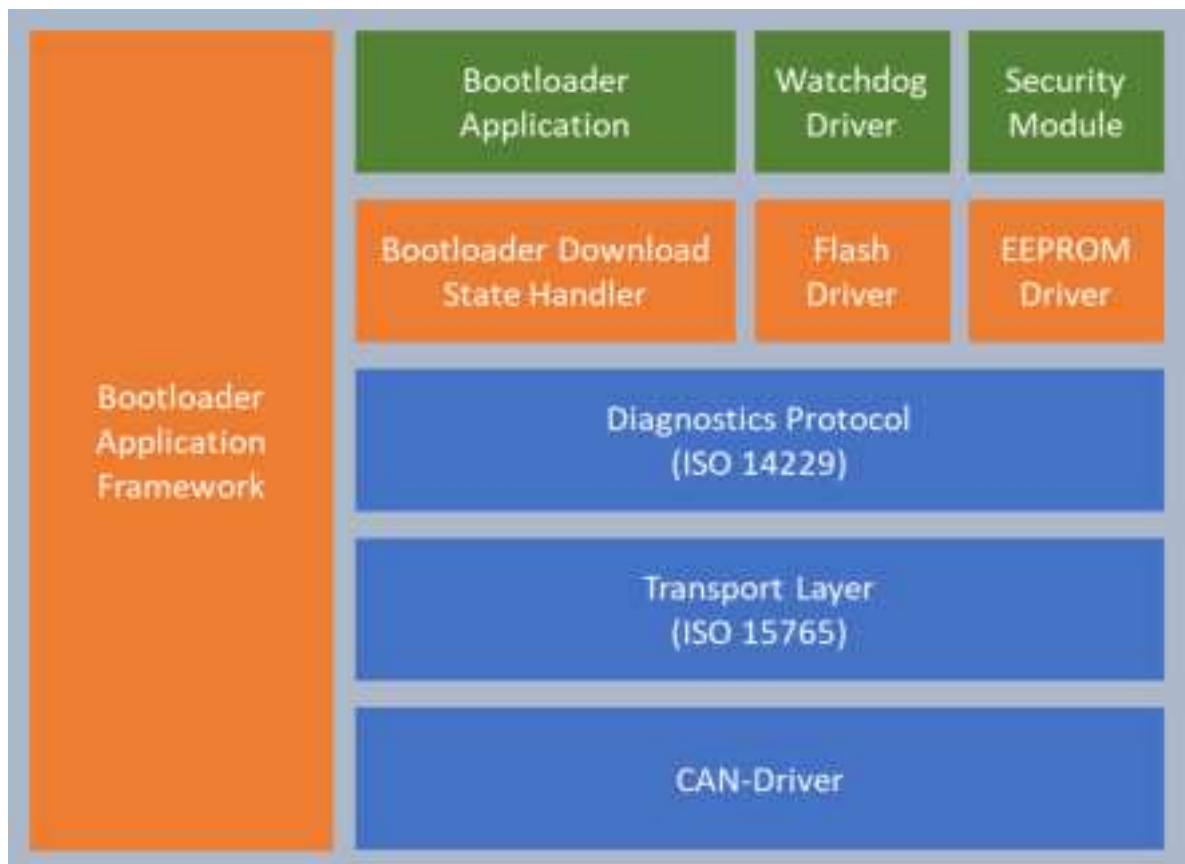 Bootloader
Application
Framework
Bootloader
Application
Watchdog
Driver
Security
Module
Bootloader Download
State Handler
Flash
Driver
EEPROM
Driver
Diagnostics Protocol
(ISO 14229)
Transport Layer
(ISO 15765)
CAN-Driver